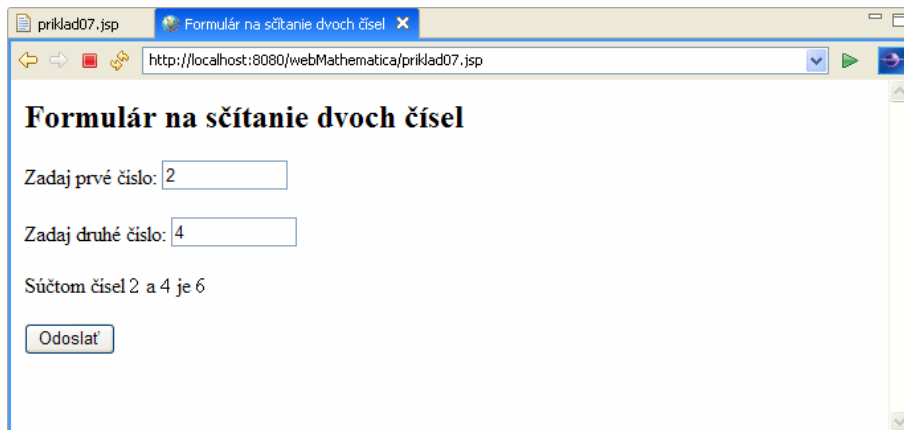 priklad07.jsp
Formulár na sčítanie dvoch čísel
http://localhost:8080/webMathematica/priklad07.jsp
Formulár na sčítanie dvoch čísel
Zadaj prvé číslo: 2
Zadaj druhé číslo: 4
Súčtom čísel 2 a 4 je 6
Odoslať